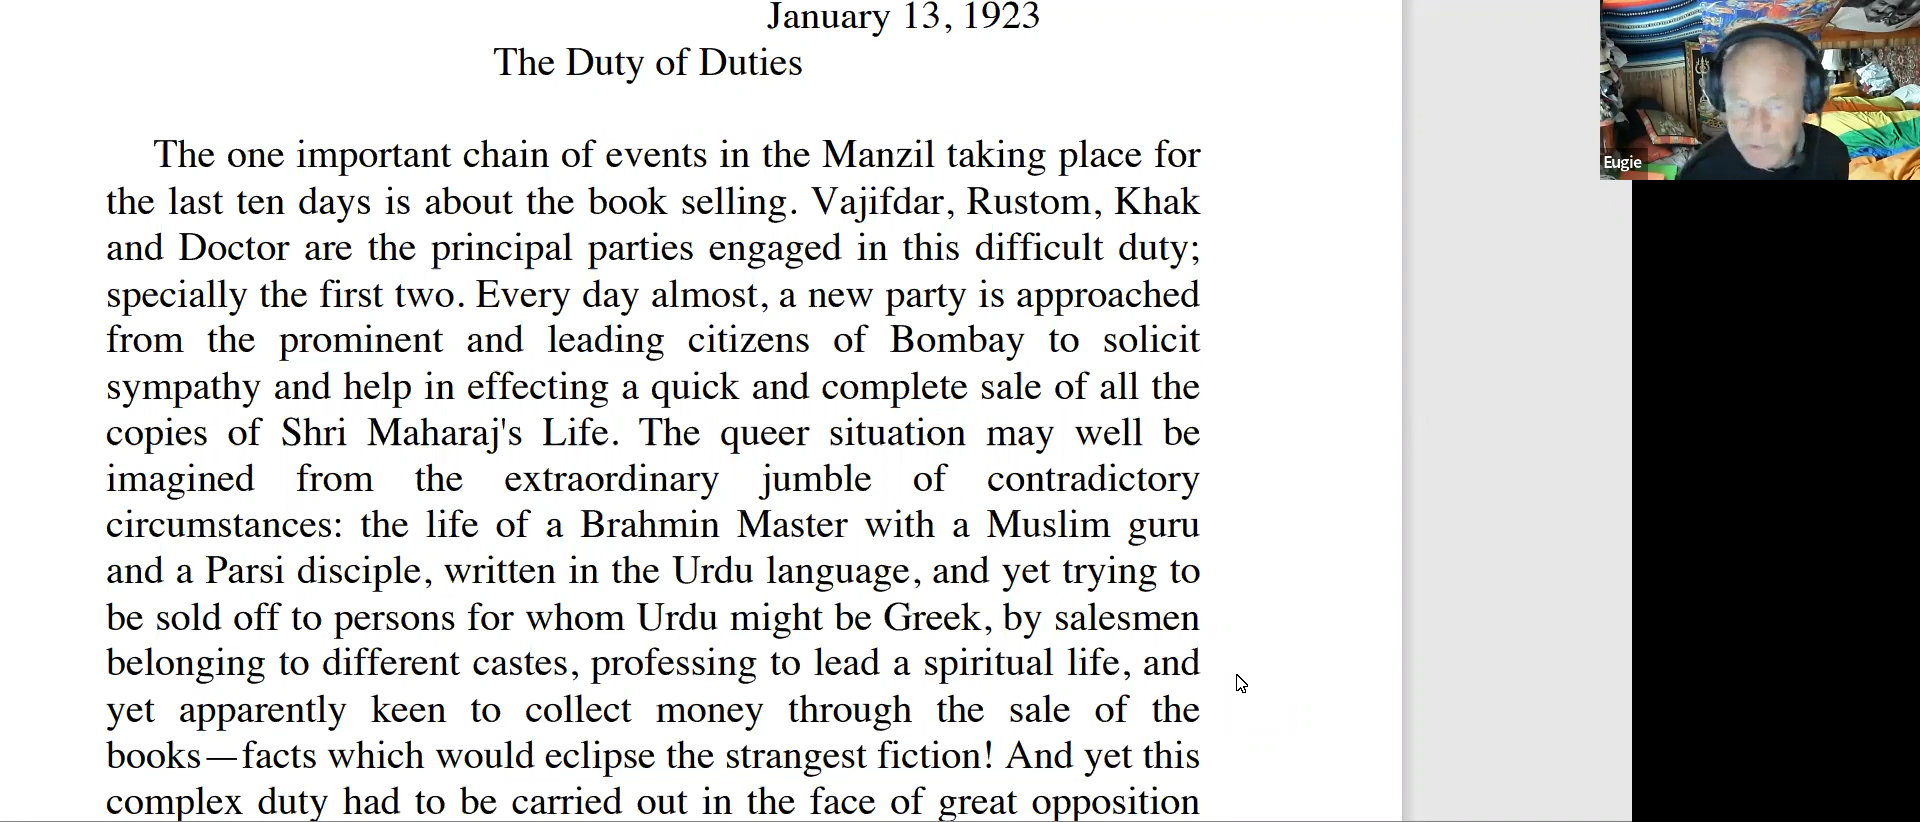 January 13, 1923
The Duty of Duties
The one important chain of events in the Manzil taking place for
the last ten days is about the book selling. Vajifdar, Rustom, Khak
and Doctor are the principal parties engaged in this difficult duty;
specially the first two. Every day almost, a new party is approached
from the prominent and leading citizens of Bombay to solicit
sympathy and help in effecting a quick and complete sale of all the
copies of Shri Maharaj's Life. The queer situation may well be
imagined from the extraordinary jumble of contradictory
circumstances: the life of a Brahmin Master with a Muslim guru
and a Parsi disciple, written in the Urdu language, and yet trying to
be sold off to persons for whom Urdu might be Greek, by salesmen
belonging to different castes, professing to lead a spiritual life, and
yet apparently keen to collect money through the sale of the
books—facts which would eclipse the strangest fiction! And yet this
complex duty had to be carried out in the face of great opposition
Eugie